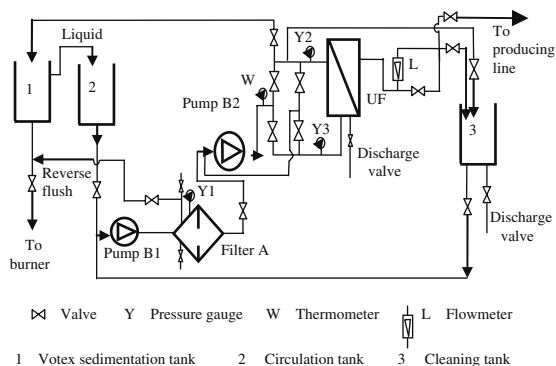 Liquid
Y2
To
producing
line
L
1
2
W
UF
Pump B2
3
Y3
Discharge
valve
Reverse
flush
Y1
Discharge
valve
To
burner
Pump B1
Filter A
Valve Y Pressure gauge W Thermometer L Flowmeter
1 Votex sedimentation tank 2 Circulation tank 3 Cleaning tank